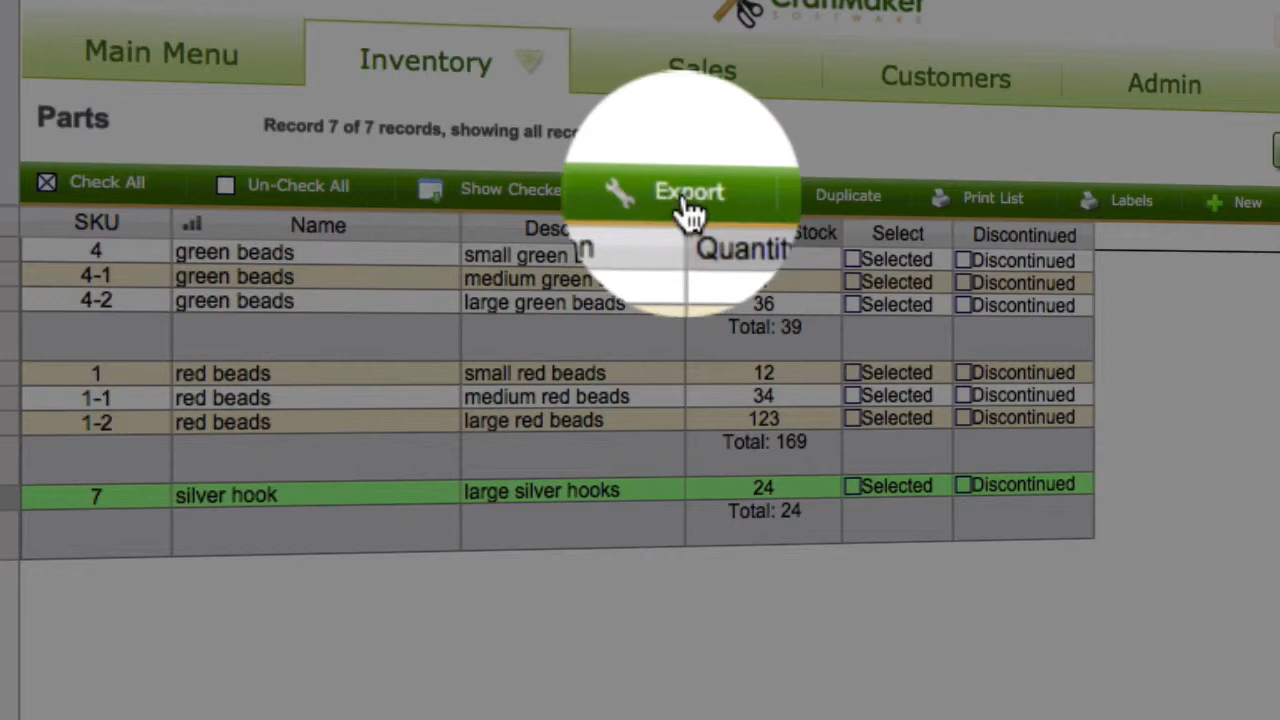 SOFTWARE
Main Menu Inventory Sales Customers Admin
Parts Record 7 of 7 records, showing all
Check All Un-Check All Show Export Duplicate Print List Labels New
SKU Name Quantit Select Discontinued
4 green beads small green Selected Discontinued
4-1 green beads medium green Selected Discontinued
4-2 green beads large green beads 36 Selected Discontinued
Total: 39
1 red beads small red beads 12 Selected Discontinued
1-1 red beads medium red beads 34 Selected Discontinued
1-2 red beads large red beads 123 Selected Discontinued
Total: 169
7 silver hook large silver hooks 24 Selected Discontinued
Total: 24